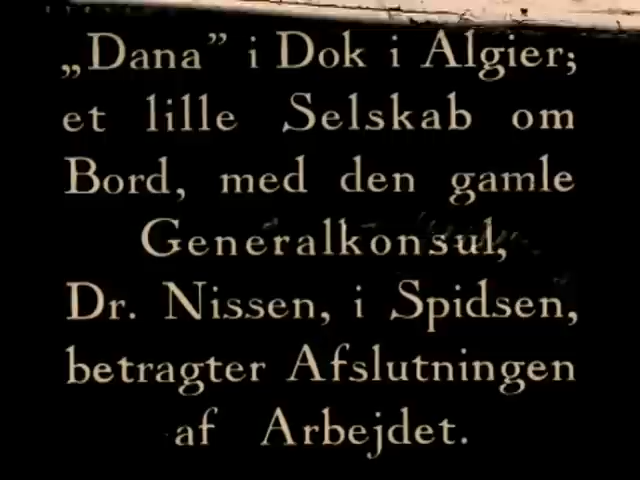 „Dana” i Dok i Algier;
et lille Selskab om
Bord, med den gamle
Generalkonsul,
Dr. Nissen, i Spidsen,
betragter Afslutningen
af Arbejdet.